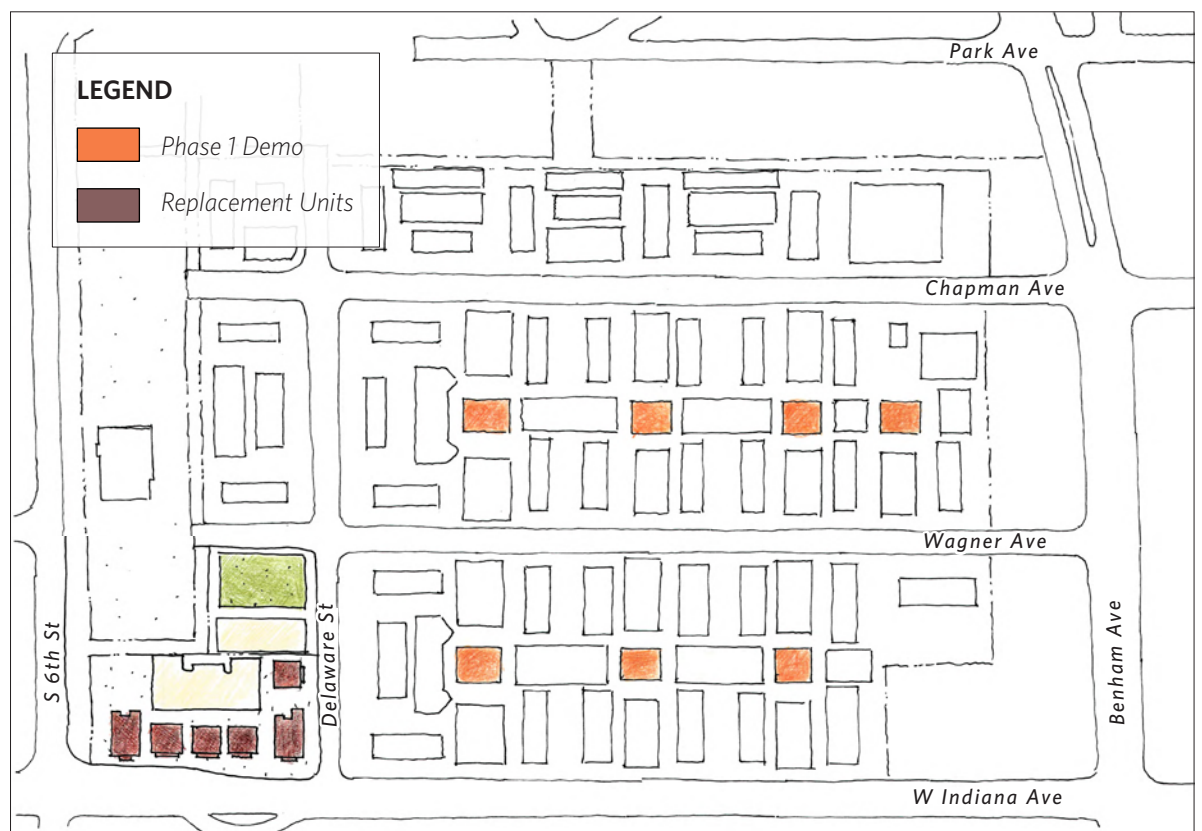 Park Ave
LEGEND
Phase 1 Demo
Replacement Units
Chapman Ave
Wagner Ave
S 6th St
Delaware St
Benham Ave
W Indiana Ave